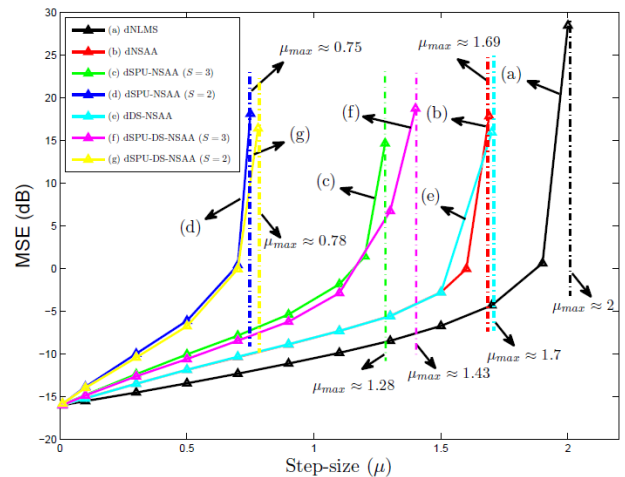 (a) dNLMS
(b) dNSAA
(c) dSPU-NSAA (S = 3)
(d) dSPU-NSAA (S = 2)
(e) dDS-NSAA
(f) dSPU-DS-NSAA (S = 3)
(g) dSPU-DS-NSAA (S = 2)
μmax ≈ 0.75
μmax ≈ 1.69
(a)
(f)
(b)
(g)
(c)
(e)
(d)
μmax ≈ 0.78
μmax ≈ 2
μmax ≈ 1.7
μmax ≈ 1.43
μmax ≈ 1.28
30
25
20
15
10
5
0
−5
−10
−15
−20
MSE (dB)
0
0.5
1
1.5
2
Step-size (μ)